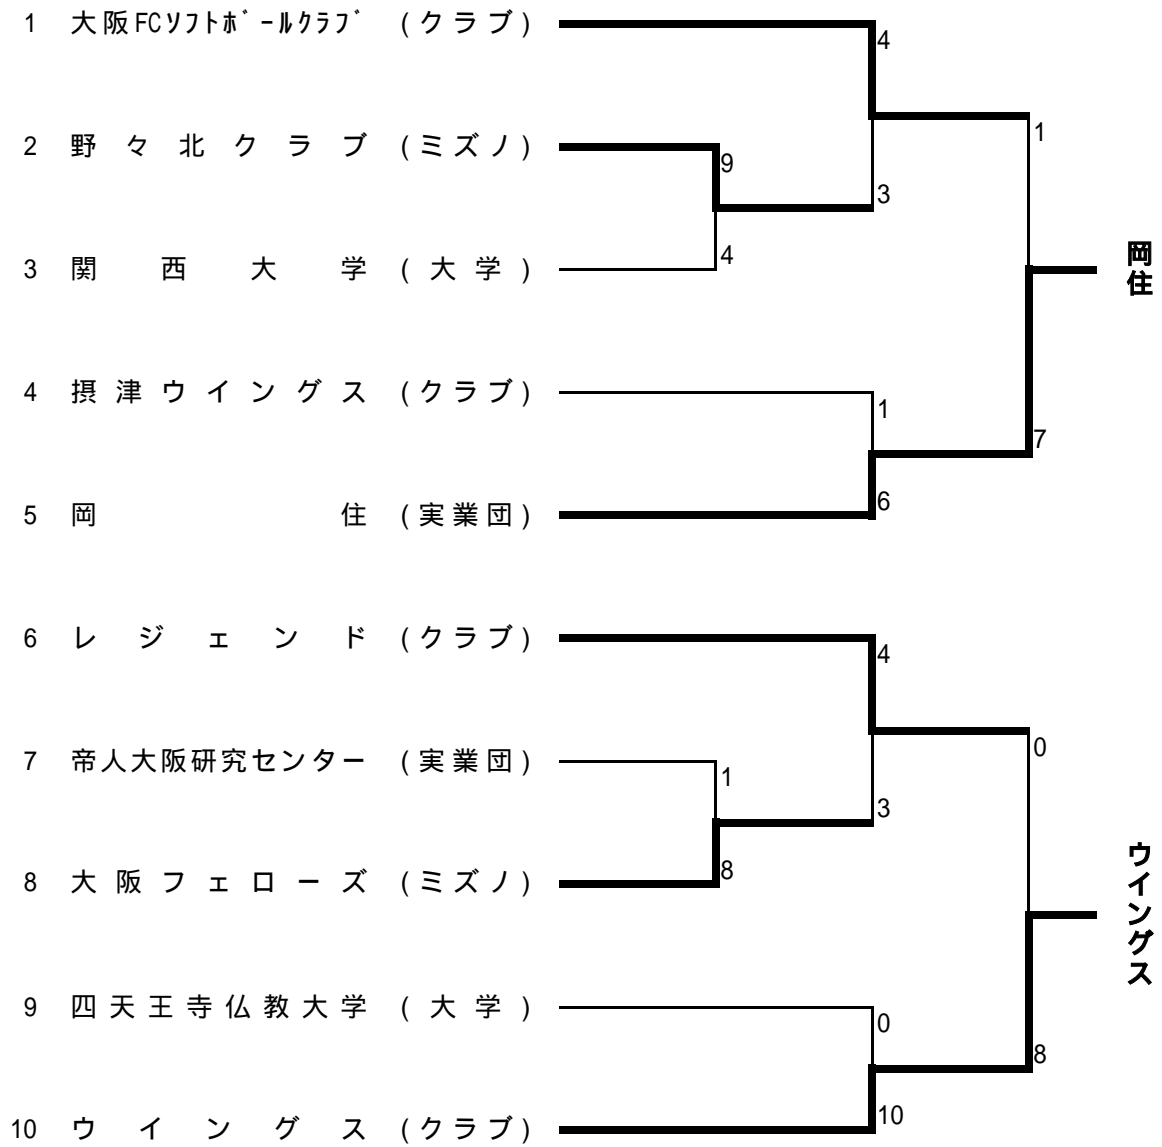 1 大阪FCソフトボールクラブ (クラブ)
4
2 野々北クラブ (ミズノ)
1
9
3
3 関西大学 (大学)
4
岡住
4 摂津ウイングス (クラブ)
1
7
5 岡住 (実業団)
6
6 レジェンド (クラブ)
4
7 帝人大阪研究センター (実業団)
0
1
3
8 大阪フェローズ (ミズノ)
8
ウイングス
9 四天王寺仏教大学 (大学)
0
8
10 ウイングス (クラブ)
10